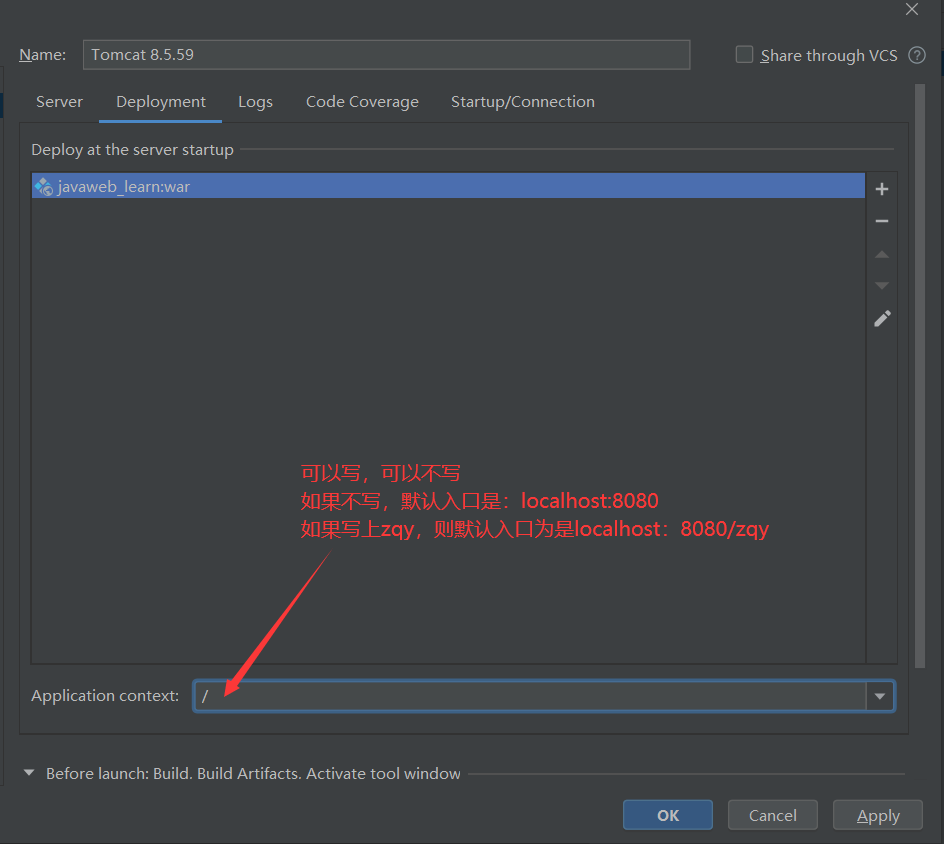 Name: Tomcat 8.5.59 Share through VCS ?
Server Deployment Logs Code Coverage Startup/Connection
Deploy at the server startup
javaweb_learn:war
可以写，可以不写
如果不写，默认入口是：localhost:8080
如果写上zqy，则默认入口为是localhost：8080/zqy
Application context: /
Before launch: Build. Build Artifacts. Activate tool window
OK Cancel Apply